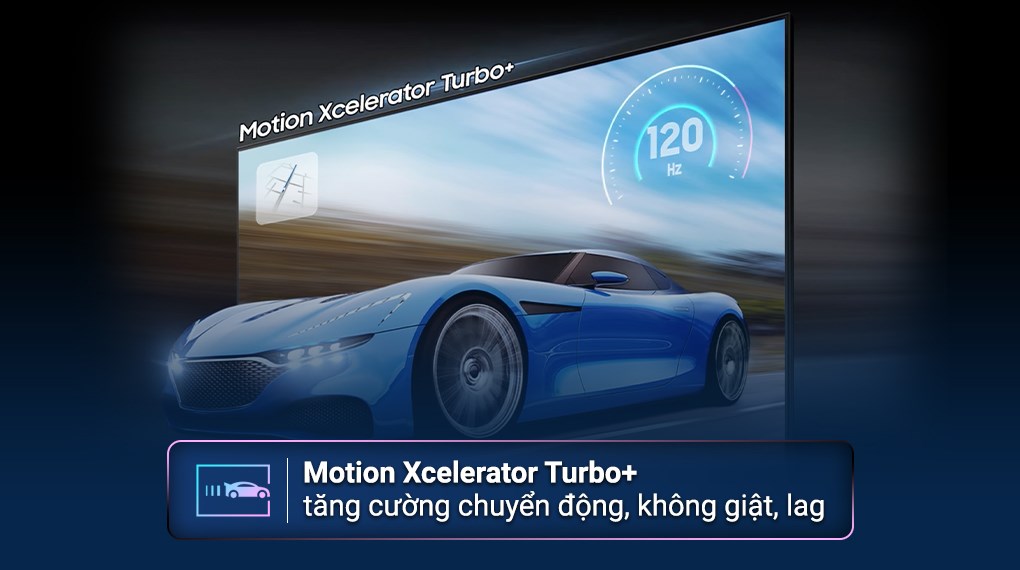 Motion Xcelerator Turbo+
120
Hz
Motion Xcelerator Turbo+
tăng cường chuyển động, không giật, lag